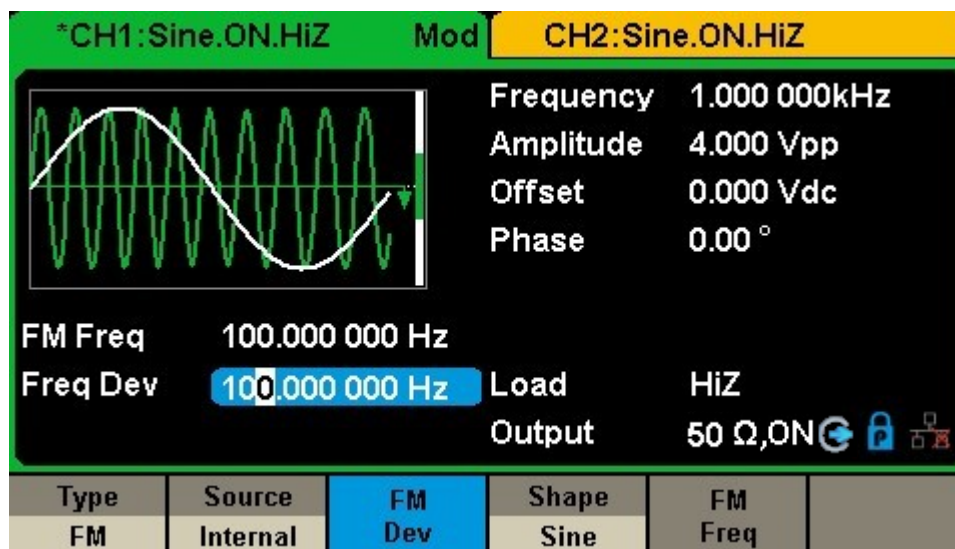 *CH1:Sine.ON.HiZ Mod CH2:Sine.ON.HiZ
Frequency 1.000 000kHz
Amplitude 4.000 Vpp
Offset 0.000 Vdc
Phase 0.00 °
FM Freq 100.000 000 Hz
Freq Dev 100.000 000 Hz
Load HiZ
Output 50 Ω,ON P
Type Source FM Shape FM
FM Internal Dev Sine Freq